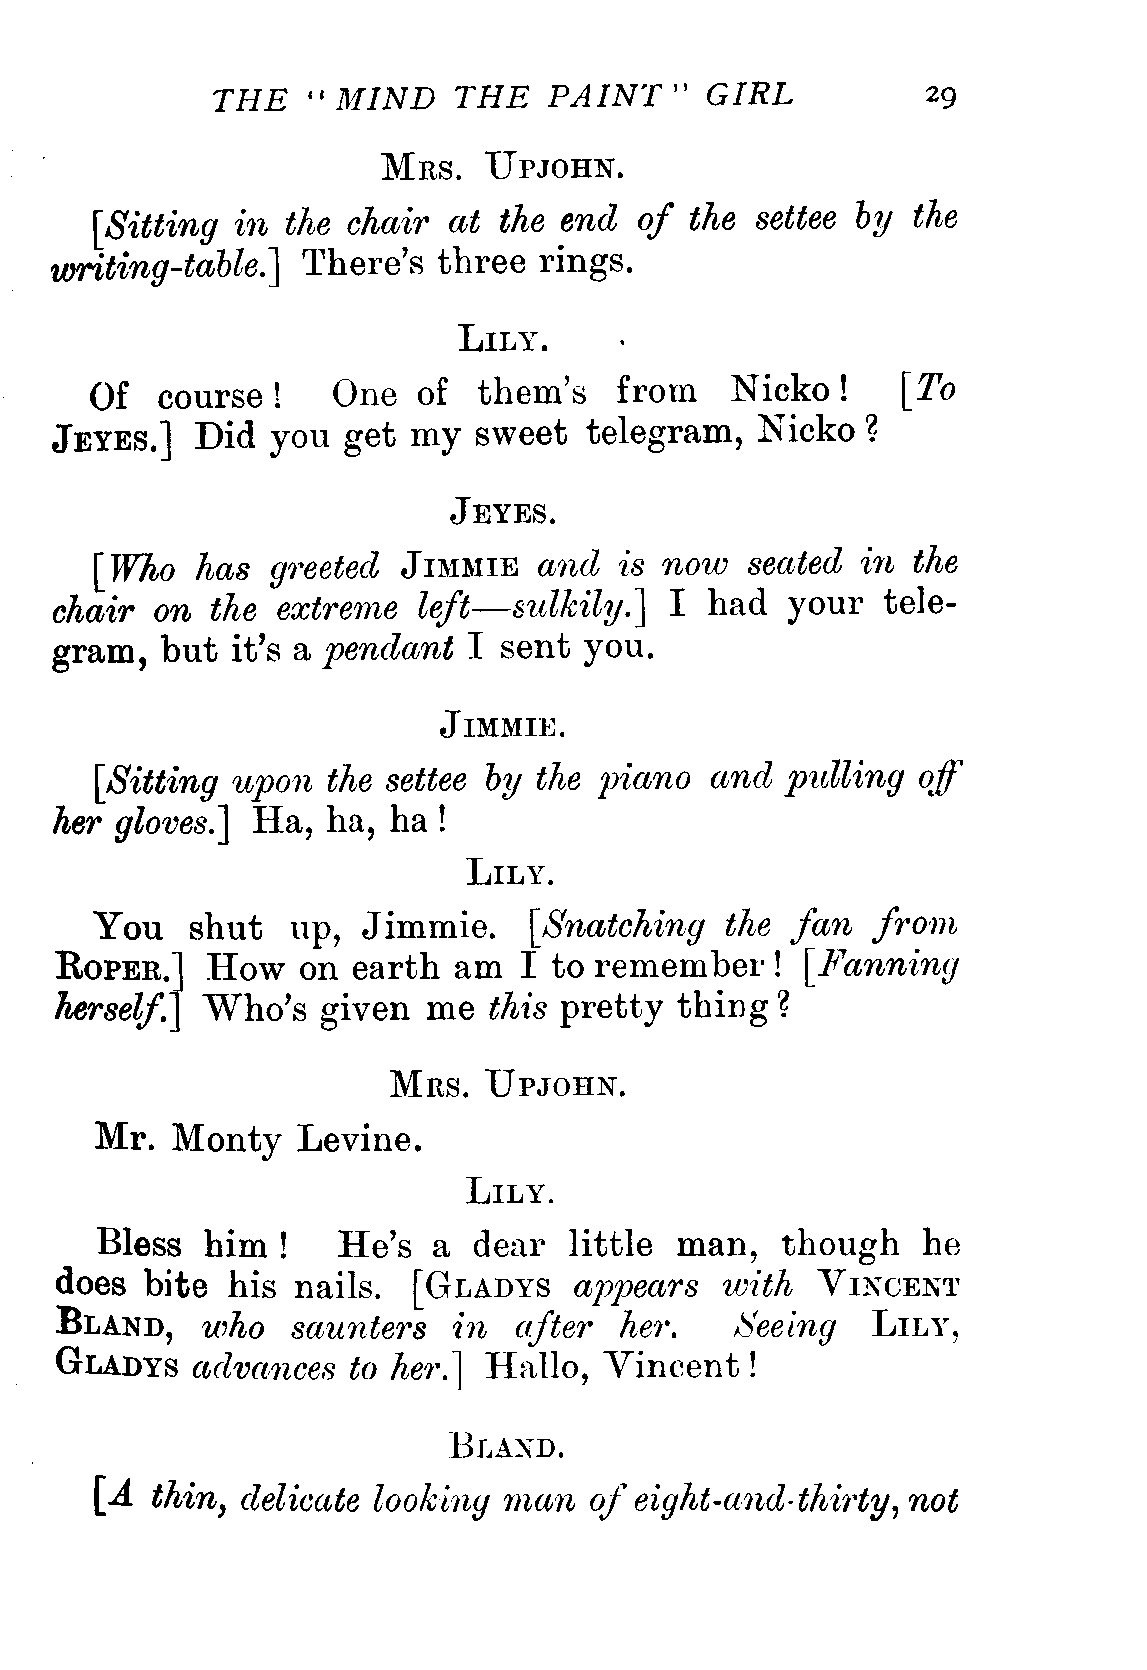 THE "MIND THE PAINT" GIRL 29
MRS. UPJOHN.
[Sitting in the chair at the end of the settee by the
writing-table.] There's three rings.
LILY.
Of course! One of them's from Nicko! [To
JEYES.] Did you get my sweet telegram, Nicko?
JEYES.
[Who has greeted JIMMIE and is now seated in the
chair on the extreme left—sulkily.] I had your tele-
gram, but it's a pendant I sent you.
JIMMIE.
[Sitting upon the settee by the piano and pulling off
her gloves.] Ha, ha, ha!
LILY.
You shut up, Jimmie. [Snatching the fan from
ROPER.] How on earth am I to remember! [Fanning
herself.] Who's given me this pretty thing?
MRS. UPJOHN.
Mr. Monty Levine.
LILY.
Bless him! He's a dear little man, though he
does bite his nails. [GLADYS appears with VINCENT
BLAND, who saunters in after her. Seeing LILY,
GLADYS advances to her.] Hallo, Vincent!
BLAND.
[A thin, delicate looking man of eight-and-thirty, not